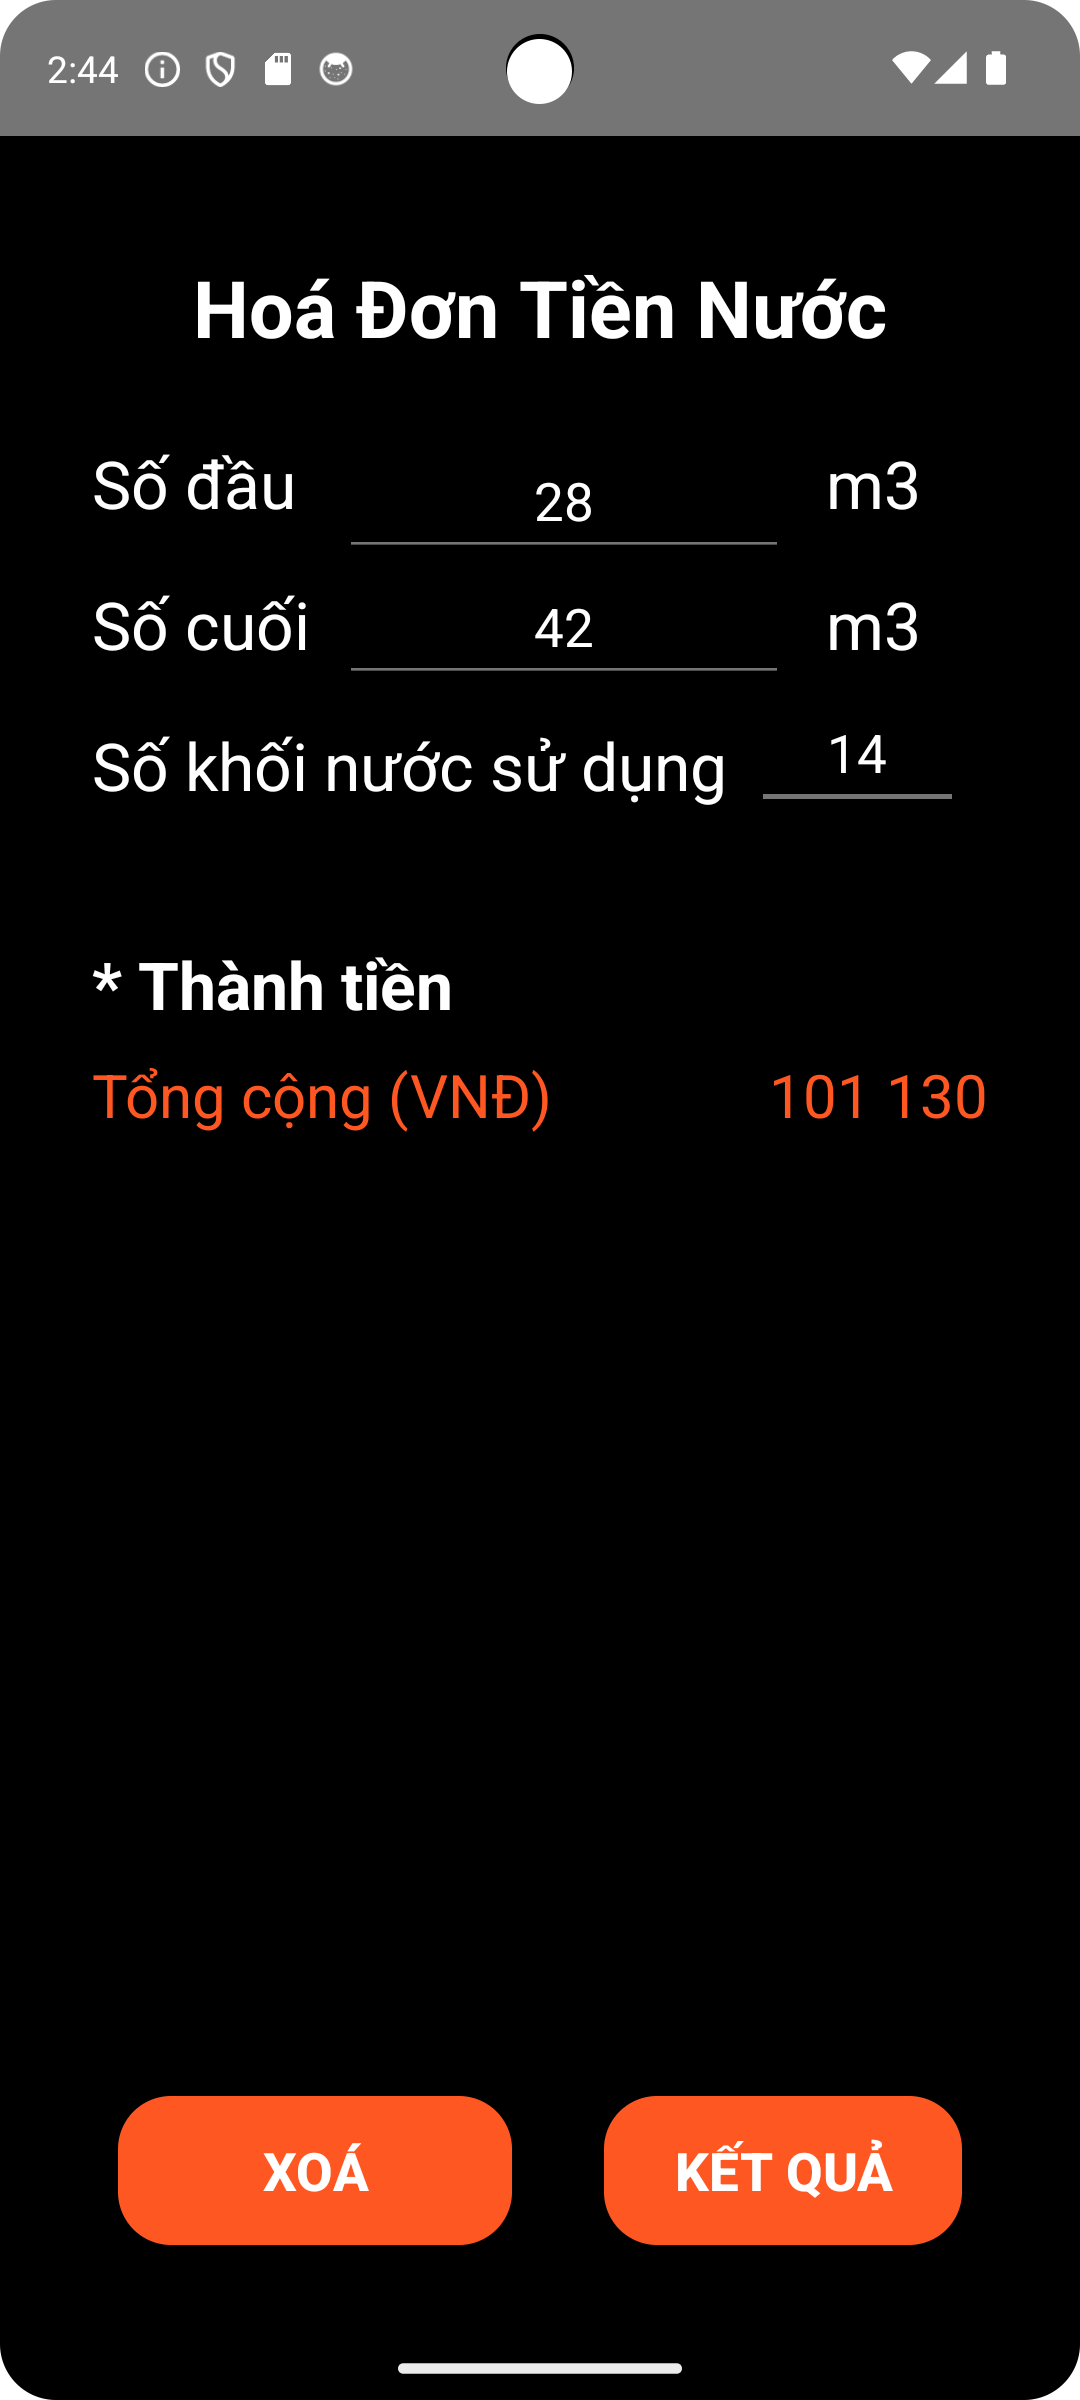 2:44
Hoá Đơn Tiền Nước
Số đầu 28 m3
Số cuối 42 m3
Số khối nước sử dụng 14
* Thành tiền
Tổng cộng (VNĐ) 101 130
XOÁ KẾT QUẢ